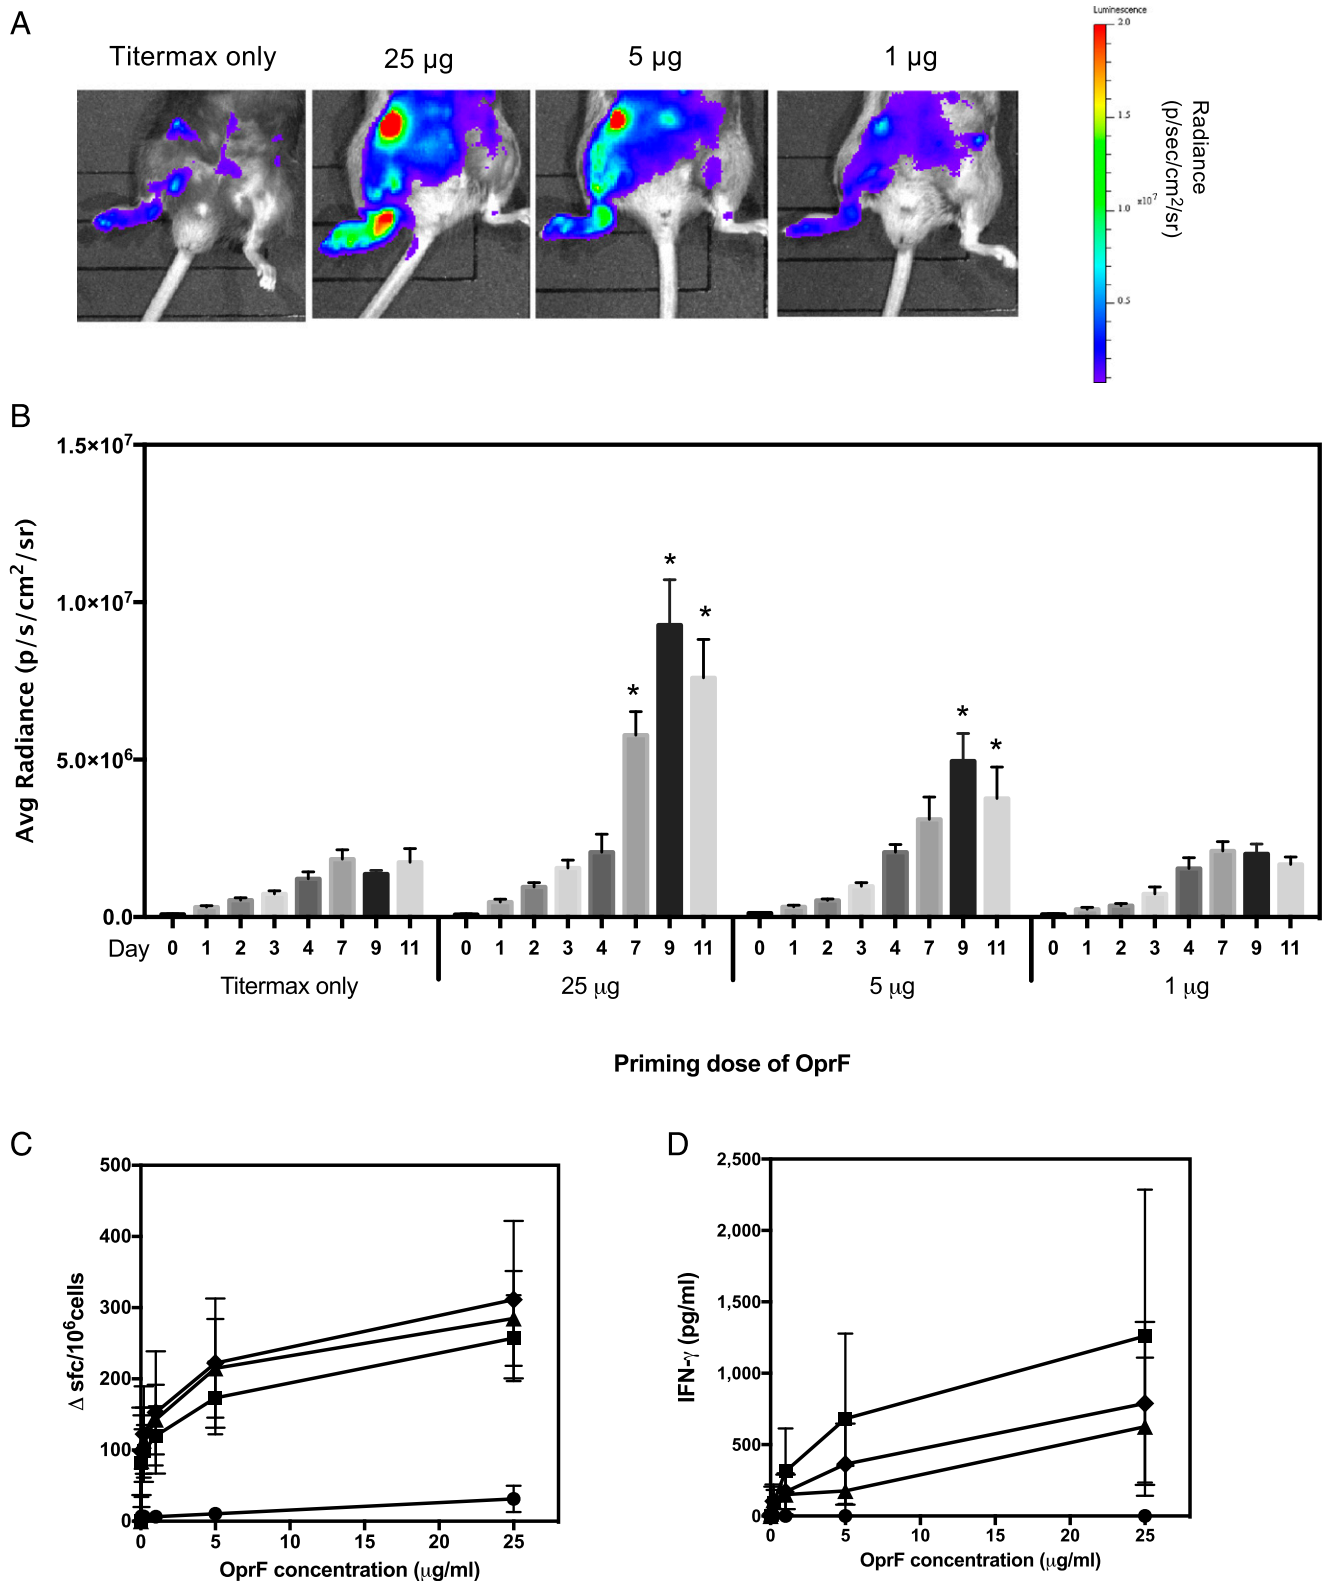 A
Titermax only 25 µg 5 µg 1 µg
Luminescence
2.0
1.5
1.0 x10⁷
0.5
Radiance
(p/sec/cm²/sr)
B
Avg Radiance (p/s/cm²/sr)
1.5×10⁷
1.0×10⁷
5.0×10⁶
0.0
* * * * *
Day 0 1 2 3 4 7 9 11 0 1 2 3 4 7 9 11 0 1 2 3 4 7 9 11 0 1 2 3 4 7 9 11
Titermax only 25 µg 5 µg 1 µg
Priming dose of OprF
C
Δ sfc/10⁶cells
500
400
300
200
100
0
0 5 10 15 20 25
OprF concentration (µg/ml)
D
IFN-γ (pg/ml)
2,500
2,000
1,500
1,000
500
0
0 5 10 15 20 25
OprF concentration (µg/ml)